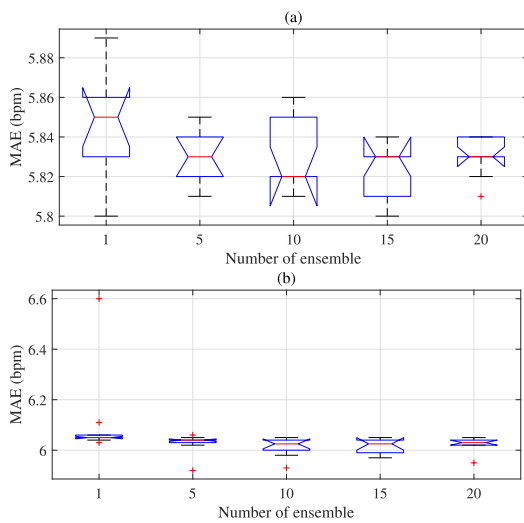 (a)
5.88
5.86
5.84
5.82
5.8
MAE (bpm)
1 5 10 15 20
Number of ensemble
(b)
6.6
6.4
6.2
6
MAE (bpm)
1 5 10 15 20
Number of ensemble